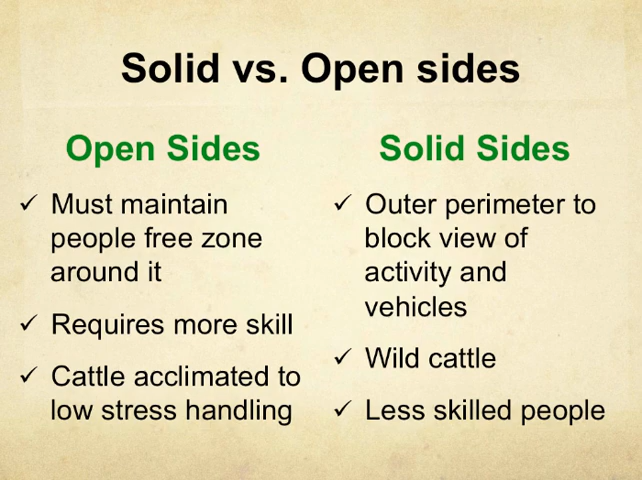 Solid vs. Open sides
Open Sides
✓ Must maintain
people free zone
around it
✓ Requires more skill
✓ Cattle acclimated to
low stress handling
Solid Sides
✓ Outer perimeter to
block view of
activity and
vehicles
✓ Wild cattle
✓ Less skilled people